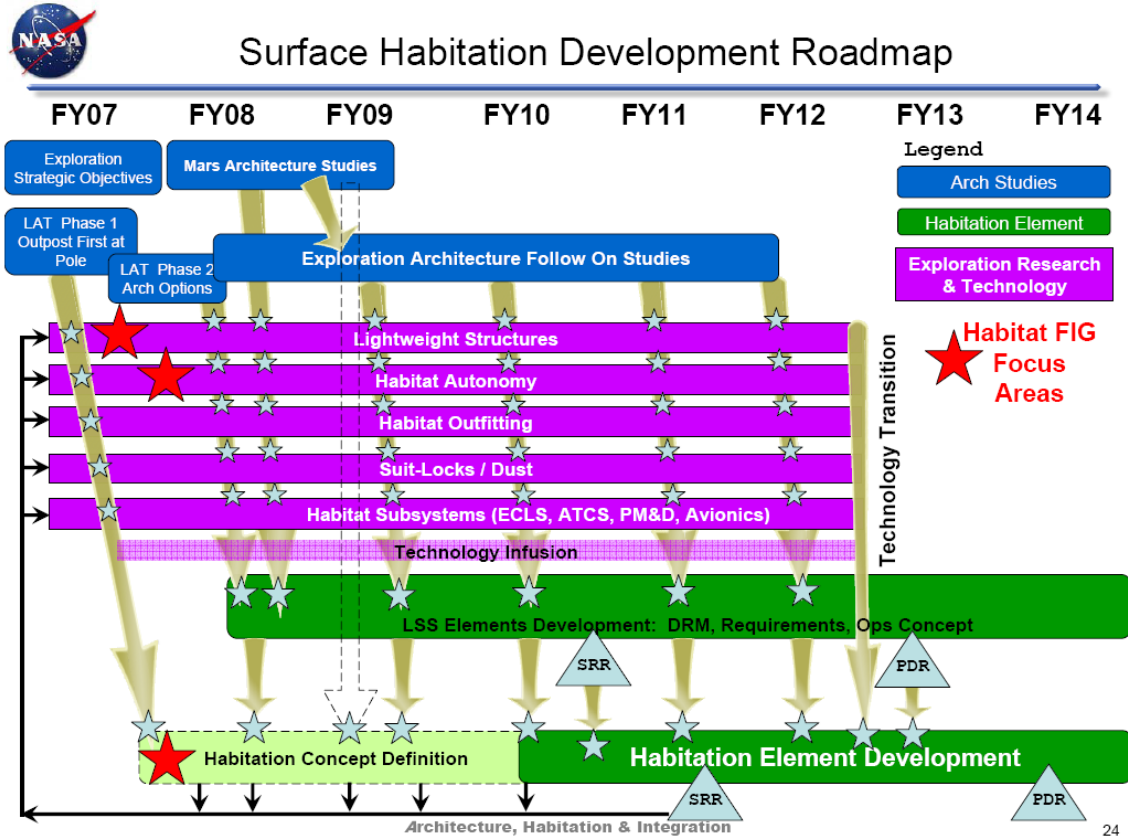 NASA
Surface Habitation Development Roadmap
FY07 FY08 FY09 FY10 FY11 FY12 FY13 FY14
Exploration
Strategic Objectives
Mars Architecture Studies
Legend
Arch Studies
Habitation Element
Exploration Research
& Technology
Habitat FIG
Focus
Areas
LAT Phase 1
Outpost First at
Pole
LAT Phase 2
Arch Options
Exploration Architecture Follow On Studies
Lightweight Structures
Habitat Autonomy
Habitat Outfitting
Suit-Locks / Dust
Habitat Subsystems (ECLS, ATCS, PM&D, Avionics)
Technology Infusion
Technology Transition
LSS Elements Development: DRM, Requirements, Ops Concept
SRR
PDR
Habitation Concept Definition
Habitation Element Development
SRR
PDR
Architecture, Habitation & Integration
24